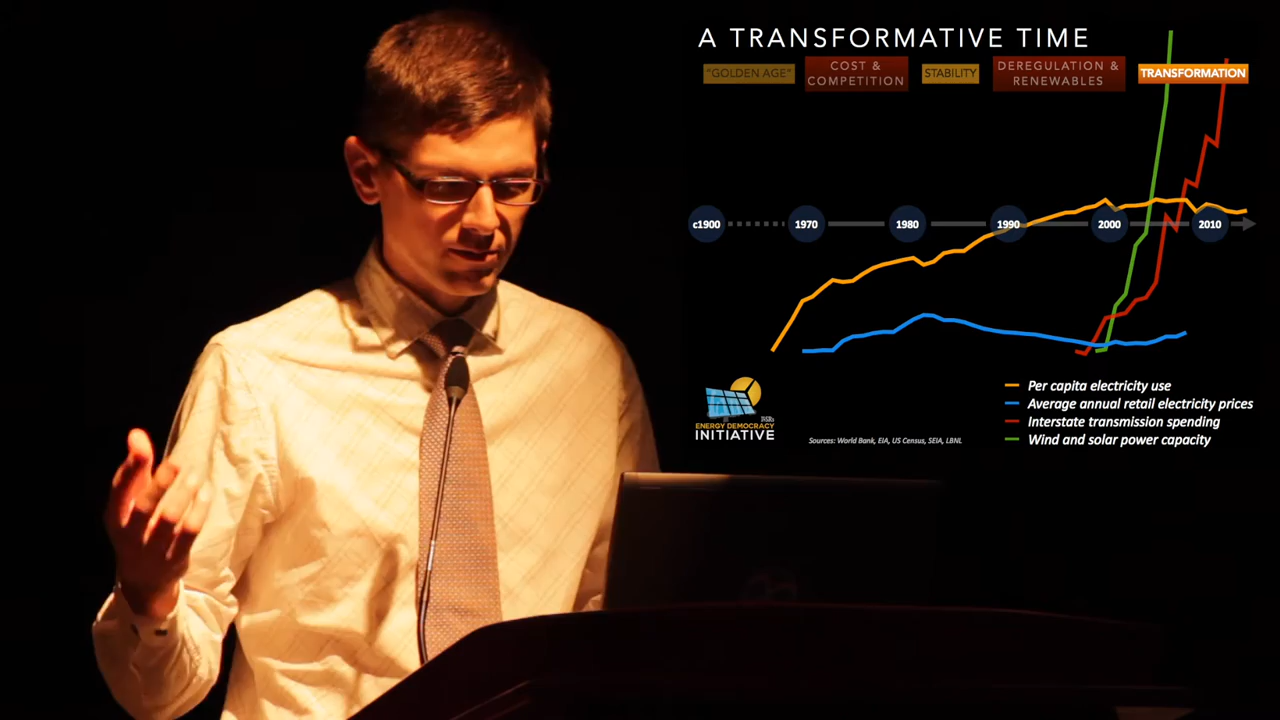 A TRANSFORMATIVE TIME
"GOLDEN AGE"
COST &
COMPETITION
STABILITY
DEREGULATION &
RENEWABLES
TRANSFORMATION
c1900
1970
1980
1990
2000
2010
Per capita electricity use
Average annual retail electricity prices
Interstate transmission spending
Wind and solar power capacity
ENERGY DEMOCRACY
INITIATIVE
Sources: World Bank, EIA, US Census, SEIA, LBNL